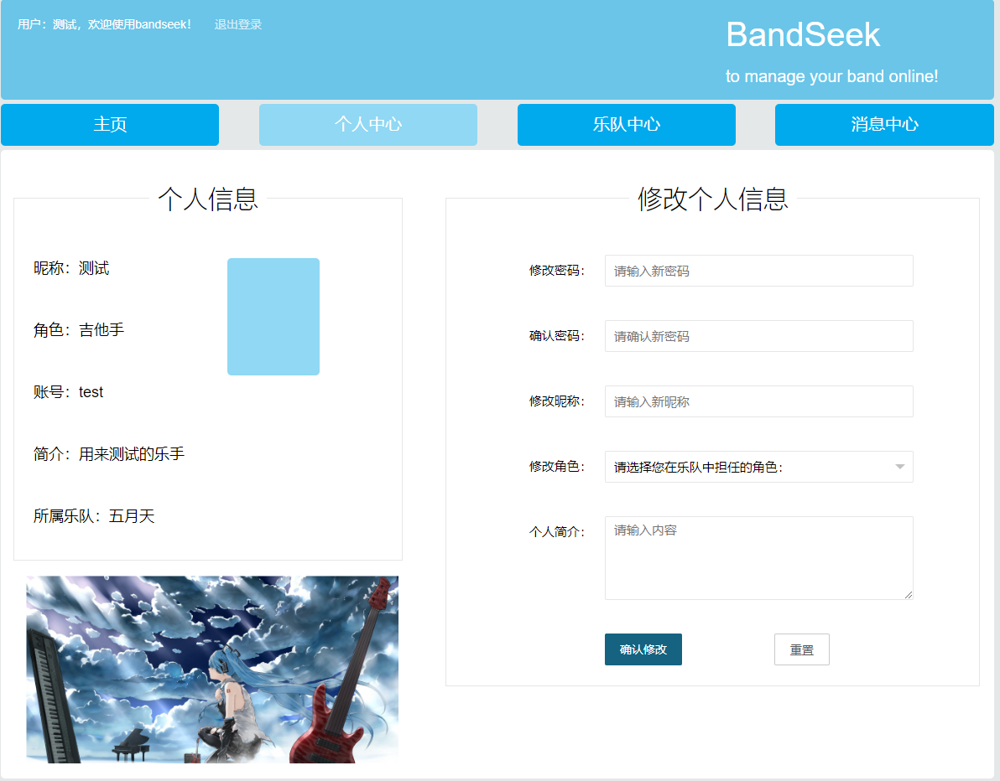 用户：测试，欢迎使用bandseek!
退出登录
BandSeek
to manage your band online!
主页
个人中心
乐队中心
消息中心
个人信息
昵称：测试
角色：吉他手
账号：test
简介：用来测试的乐手
所属乐队：五月天
修改个人信息
修改密码：
请输入新密码
确认密码：
请确认新密码
修改昵称：
请输入新昵称
修改角色：
请选择您在乐队中担任的角色：
个人简介：
请输入内容
确认修改
重置